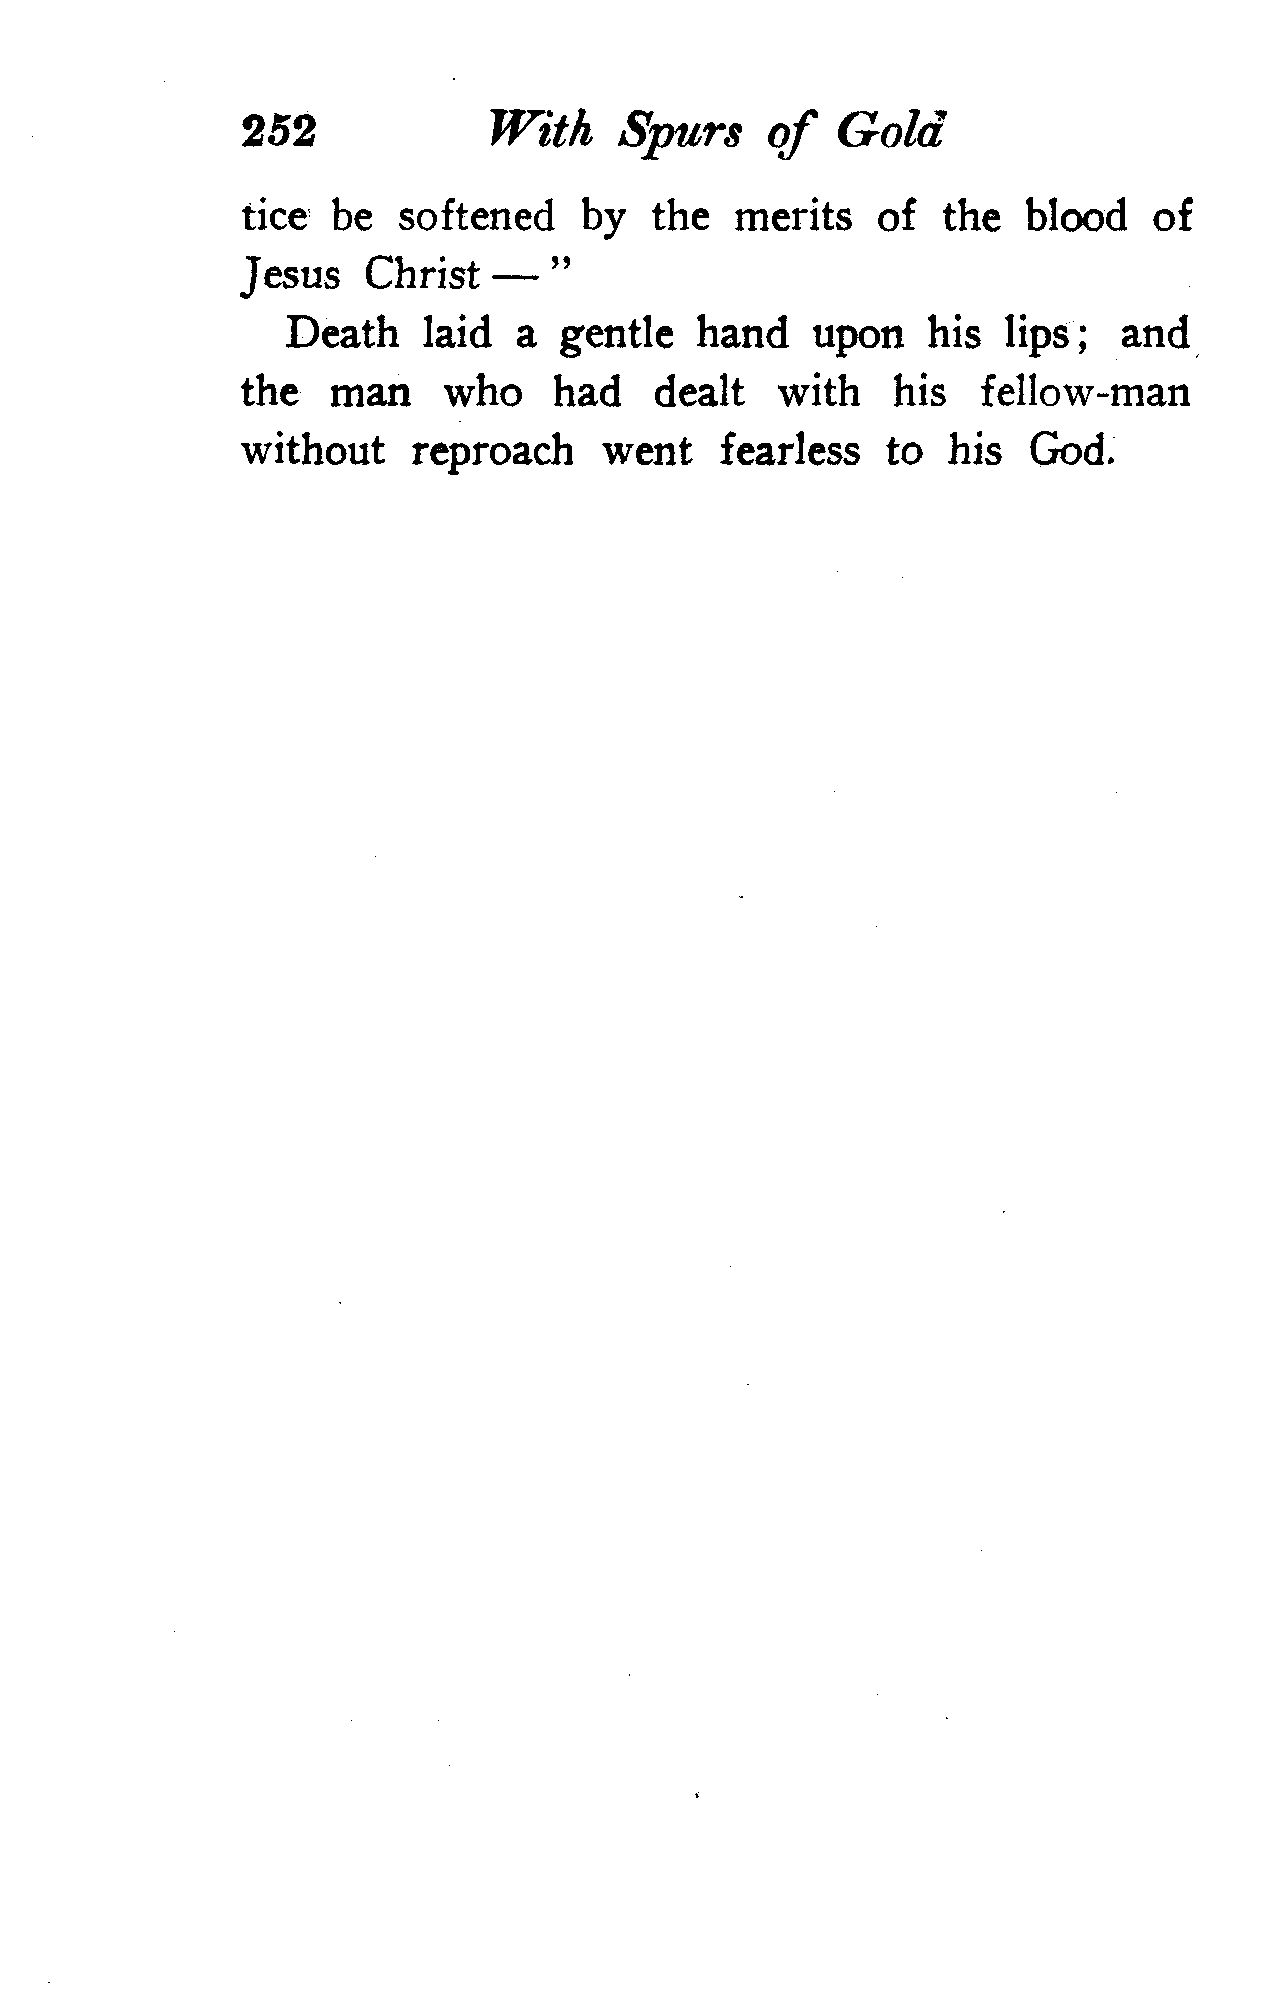 252 With Spurs of Gold
tice be softened by the merits of the blood of
Jesus Christ — ”
Death laid a gentle hand upon his lips; and
the man who had dealt with his fellow-man
without reproach went fearless to his God.